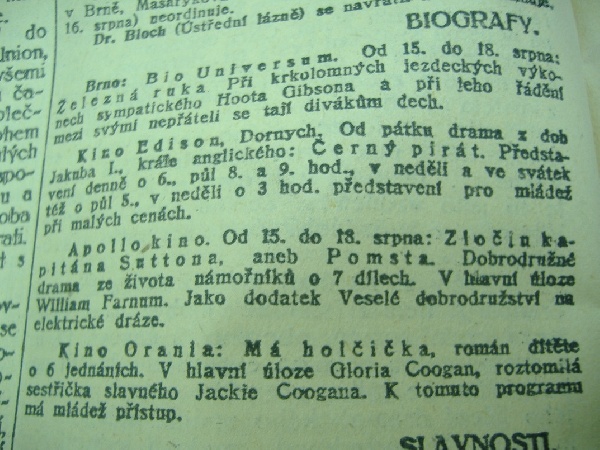 v Brně,
16. srpna) neordinuje.
Dr. Bloch (Ústřední lázně) se
BIOGRAFY.
Brno: Bio Universum. Od 15. do 18. srpna:
Železná ruka. Při krkolomných jezdeckých výko-
nech sympatického Hoota Gibsona a při jeho řádění
mezi svými nepřáteli se tají divákům dech.
Kino Edison, Dornych. Od pátku drama z dob
Jakuba I., krále anglického: Černý pirát. Předsta-
vení denně o 6., půl 8. a 9. hod., v neděli a ve svátek
též o půl 5., v neděli o 3 hod. představení pro mládež
při malých cenách.
Apollo kino. Od 15. do 18. srpna: Zločin ka-
pitána Suttona, aneb Pomsta. Dobrodružné
drama ze života námořníků o 7 dílech. V hlavní úloze
William Farnum. Jako dodatek Veselé dobrodružství na
elektrické dráze.
Kino Orania: Má holčička, román dítěte
o 6 jednáních. V hlavní úloze Gloria Coogan, roztomilá
sestřička slavného Jackie Coogana. K tomuto programu
má mládež přístup.
SLAVNOSTI.
do
lnion,
všemi